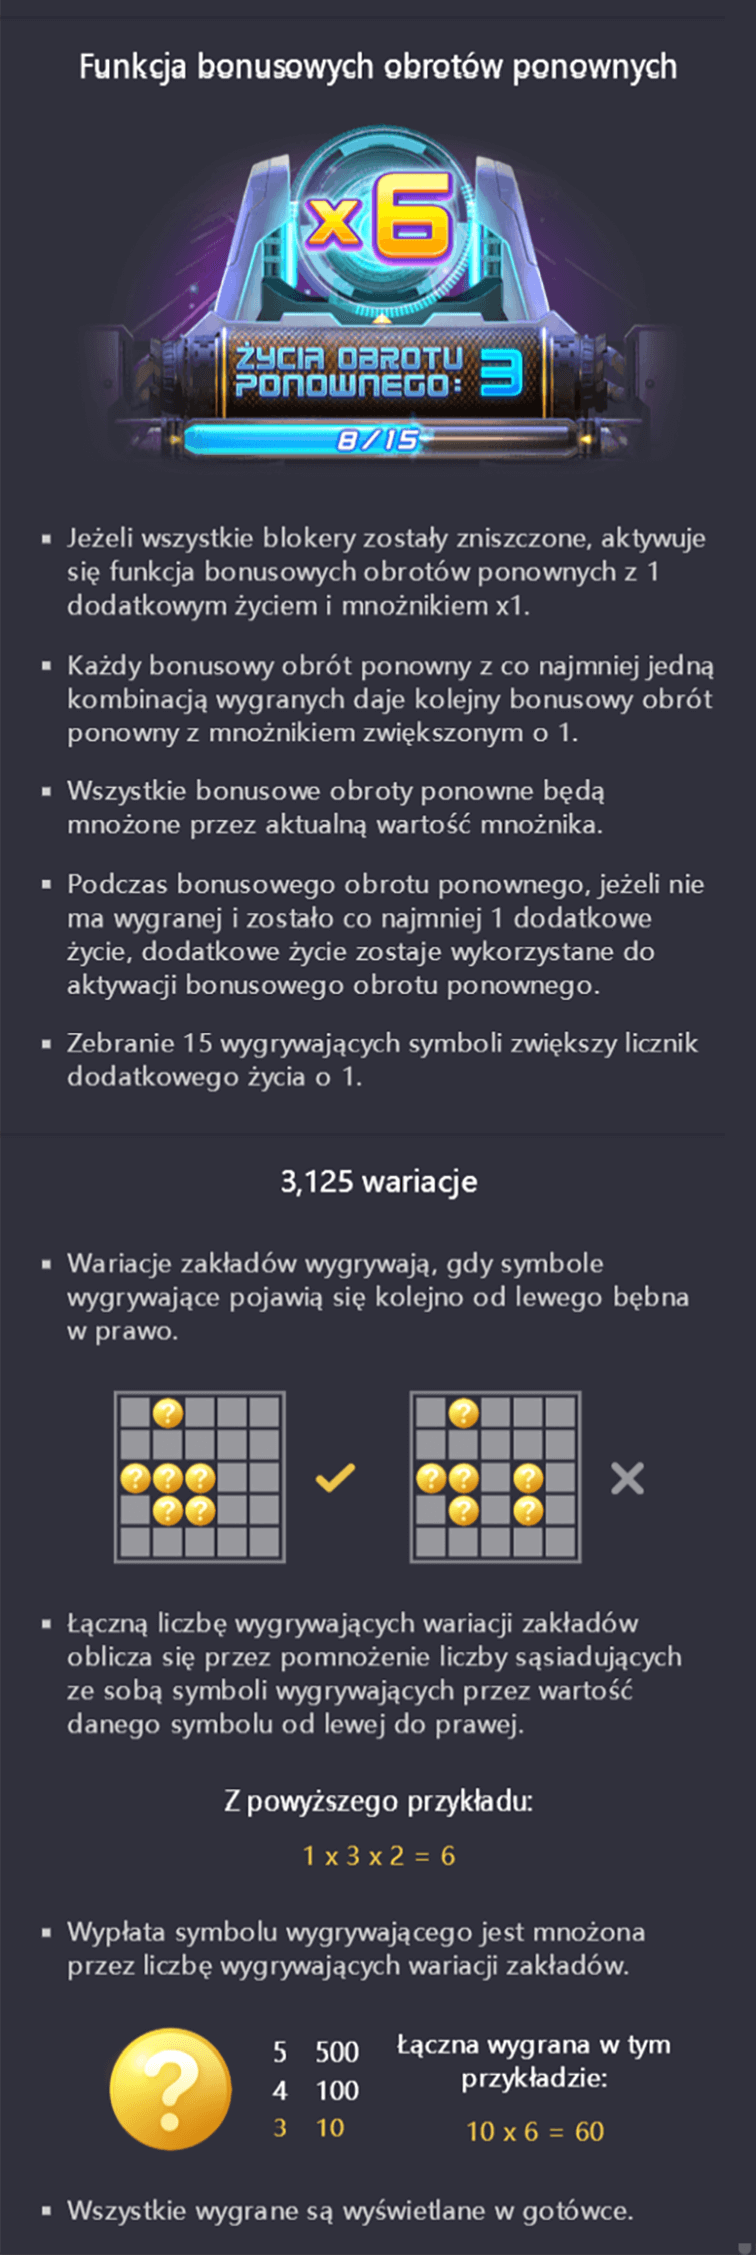 Funkcja bonusowych obrotów ponownych
x6
ŻYCIA OBROTU
PONOWNEGO: 3
8/15
Jeżeli wszystkie blokery zostały zniszczone, aktywuje
się funkcja bonusowych obrotów ponownych z 1
dodatkowym życiem i mnożnikiem x1.
Każdy bonusowy obrót ponowny z co najmniej jedną
kombinacją wygranych daje kolejny bonusowy obrót
ponowny z mnożnikiem zwiększonym o 1.
Wszystkie bonusowe obroty ponowne będą
mnożone przez aktualną wartość mnożnika.
Podczas bonusowego obrotu ponownego, jeżeli nie
ma wygranej i zostało co najmniej 1 dodatkowe
życie, dodatkowe życie zostaje wykorzystane do
aktywacji bonusowego obrotu ponownego.
Zebranie 15 wygrywających symboli zwiększy licznik
dodatkowego życia o 1.
3,125 wariacje
Wariacje zakładów wygrywają, gdy symbole
wygrywające pojawią się kolejno od lewego bębna
w prawo.
? ?
? ? ? ? ? ?
? ? ? ?
Łączną liczbę wygrywających wariacji zakładów
oblicza się przez pomnożenie liczby sąsiadujących
ze sobą symboli wygrywających przez wartość
danego symbolu od lewej do prawej.
Z powyższego przykładu:
1 x 3 x 2 = 6
Wypłata symbolu wygrywającego jest mnożona
przez liczbę wygrywających wariacji zakładów.
?
5 500
4 100
3 10
Łączna wygrana w tym
przykładzie:
10 x 6 = 60
Wszystkie wygrane są wyświetlane w gotówce.